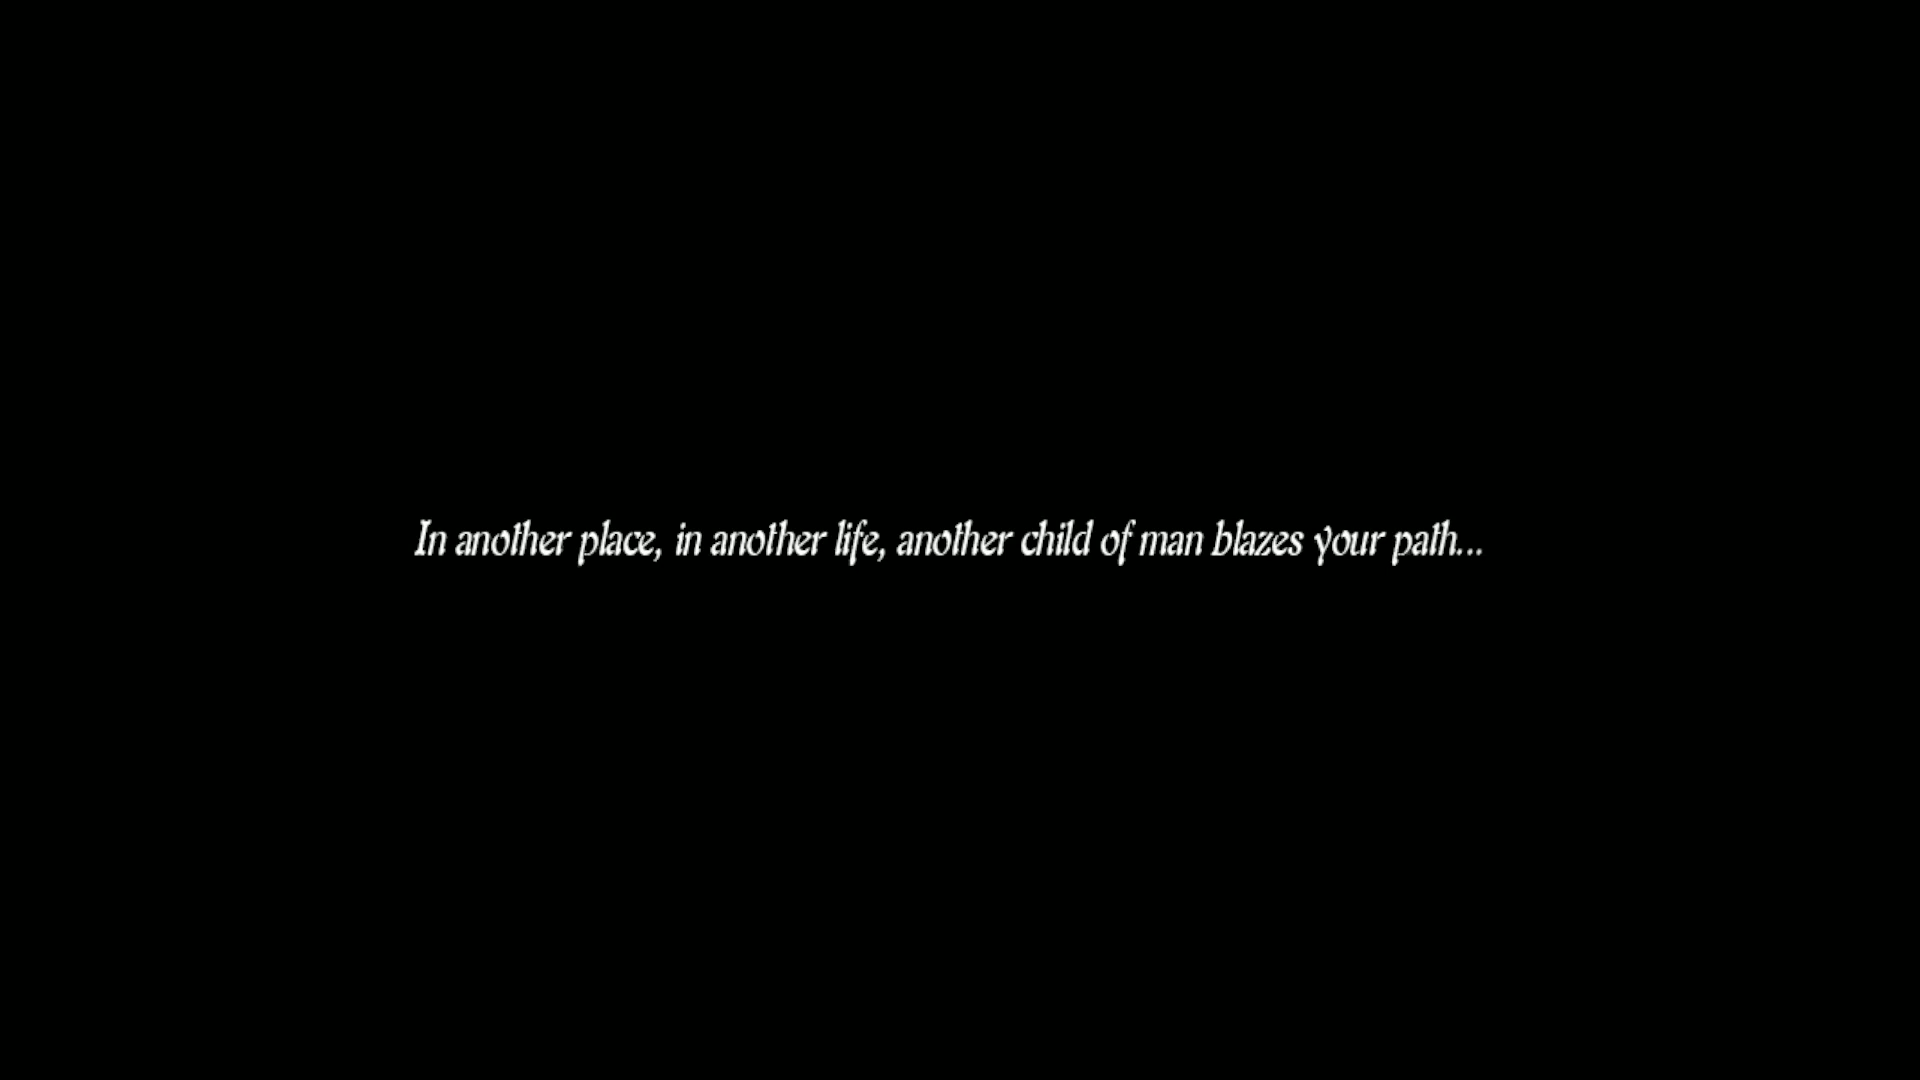 In another place, in another life, another child of man blazes your path...